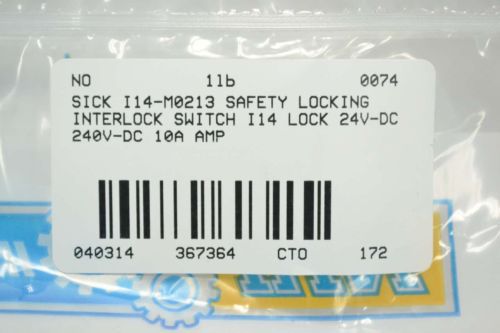 NO 1lb 0074
SICK I14-M0213 SAFETY LOCKING
INTERLOCK SWITCH I14 LOCK 24V-DC
240V-DC 10A AMP
040314 367364 CTO 172